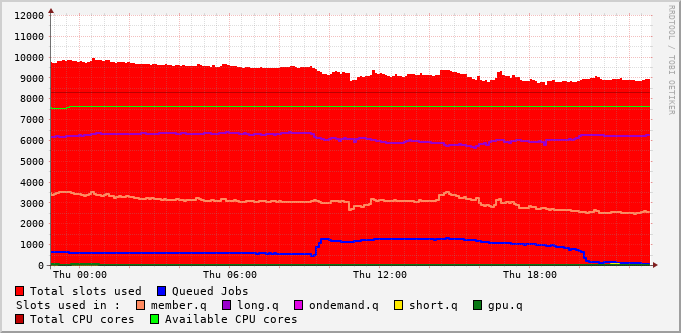 RRDTOOL / TOBI OETIKER
12000
11000
10000
9000
8000
7000
6000
5000
4000
3000
2000
1000
0
Thu 00:00 Thu 06:00 Thu 12:00 Thu 18:00
Total slots used Queued Jobs
Slots used in : member.q long.q ondemand.q short.q gpu.q
Total CPU cores Available CPU cores